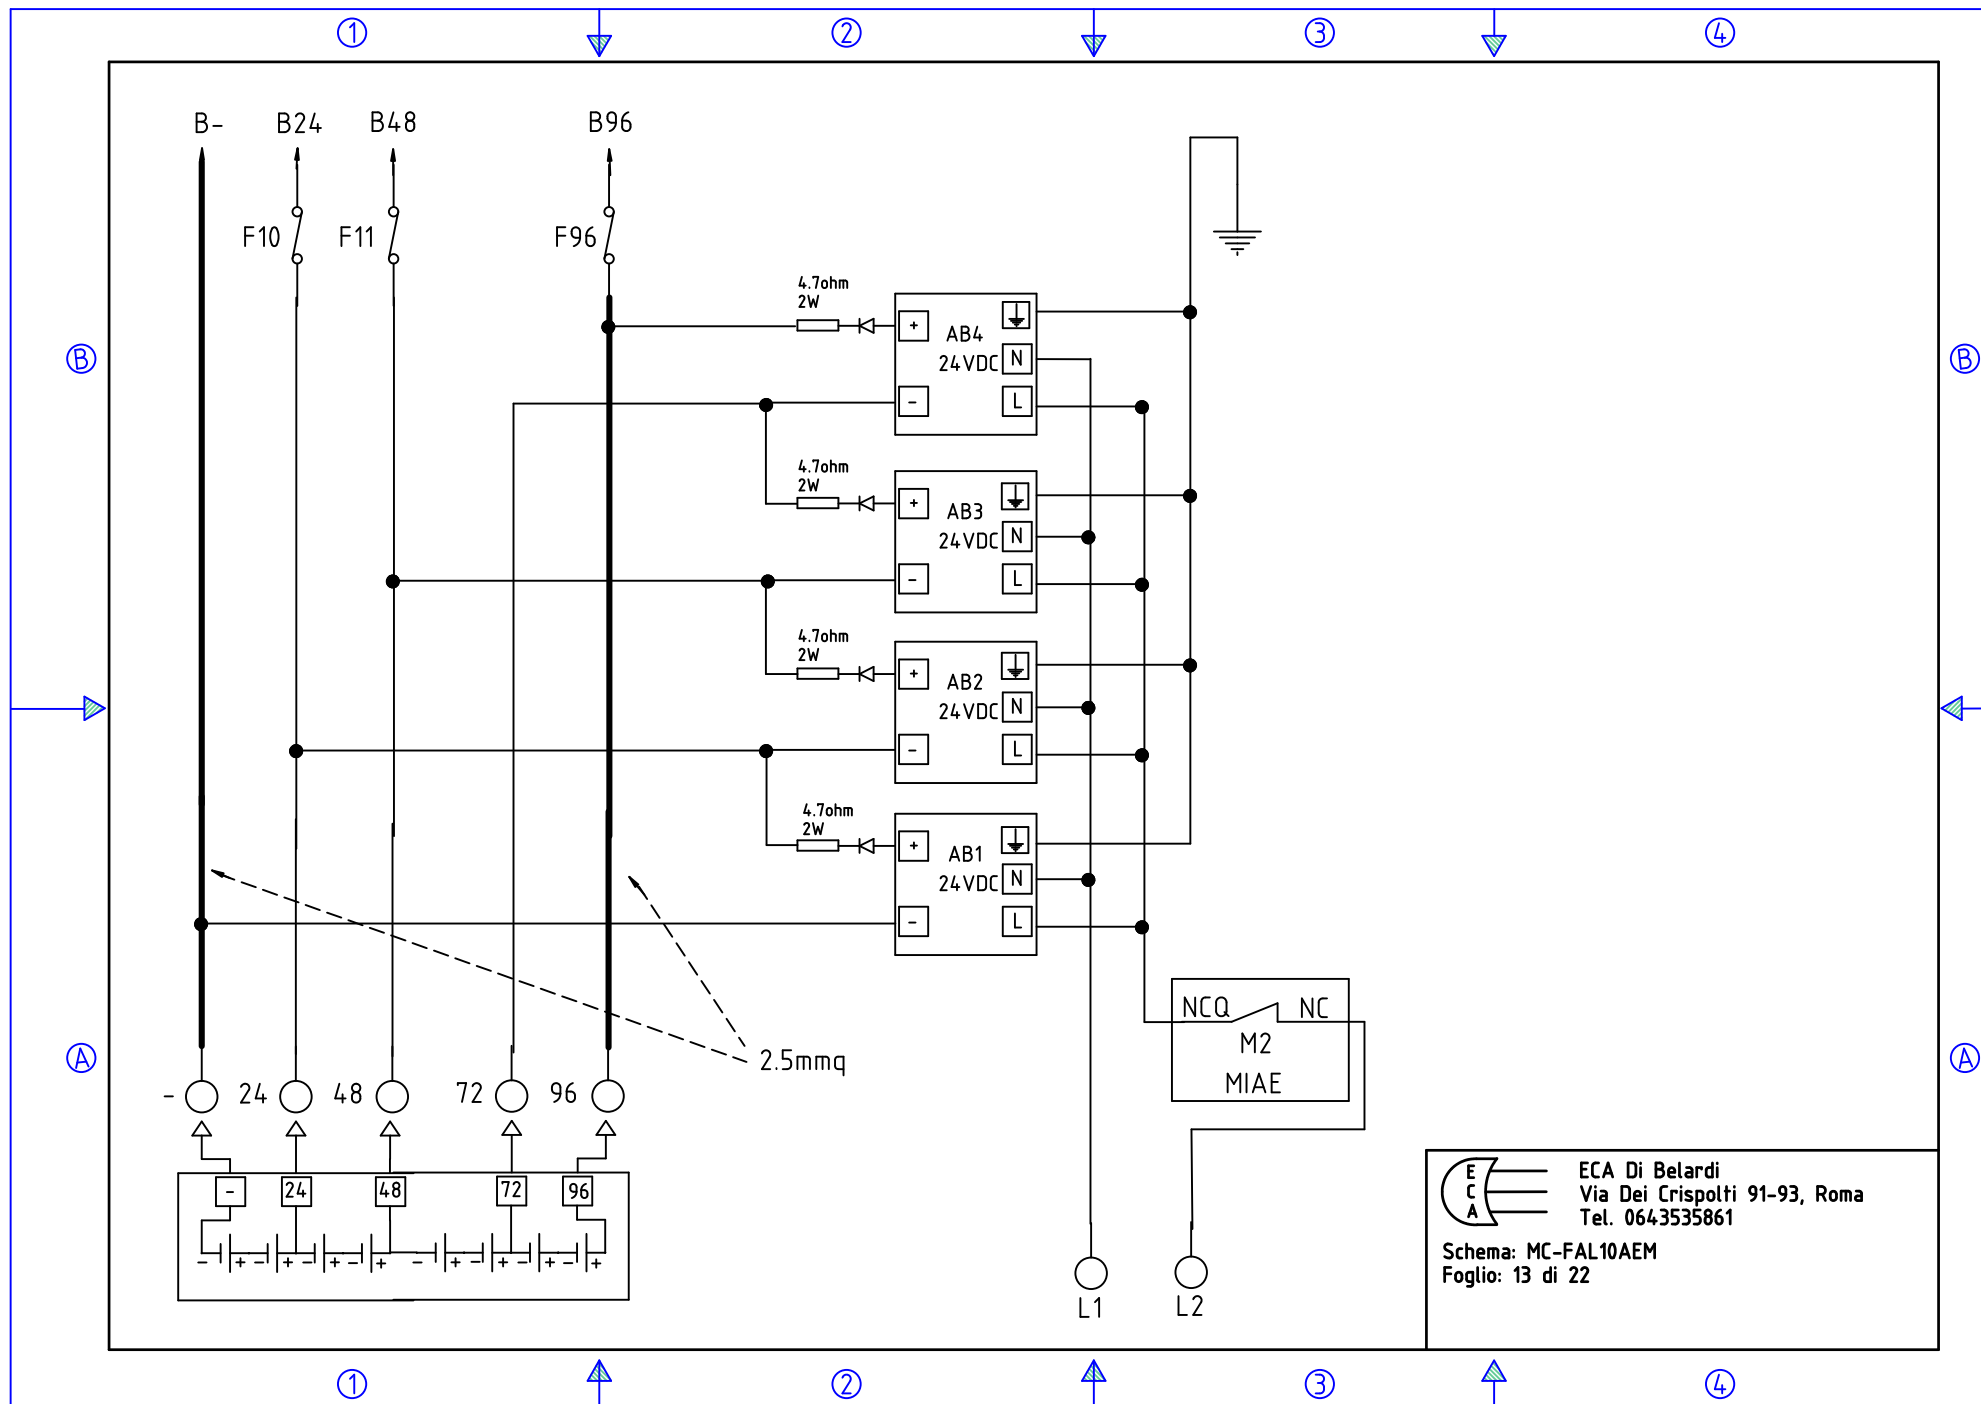 1 2 3 4
B- B24 B48 B96
F10 F11 F96
4.7ohm
2W
+ AB4
24VDC N
- L
B B
4.7ohm
2W
+ AB3
24VDC N
- L
4.7ohm
2W
+ AB2
24VDC N
- L
4.7ohm
2W
+ AB1
24VDC N
- L
NCQ NC
M2
MIAE
2.5mmq
A A
- 24 48 72 96
- 24 48 72 96
- + - + - + - + - + - + - + - +
L1 L2
E
C
A
ECA Di Belardi
Via Dei Crispolti 91-93, Roma
Tel. 0643535861
Schema: MC-FAL10AEM
Foglio: 13 di 22
1 2 3 4